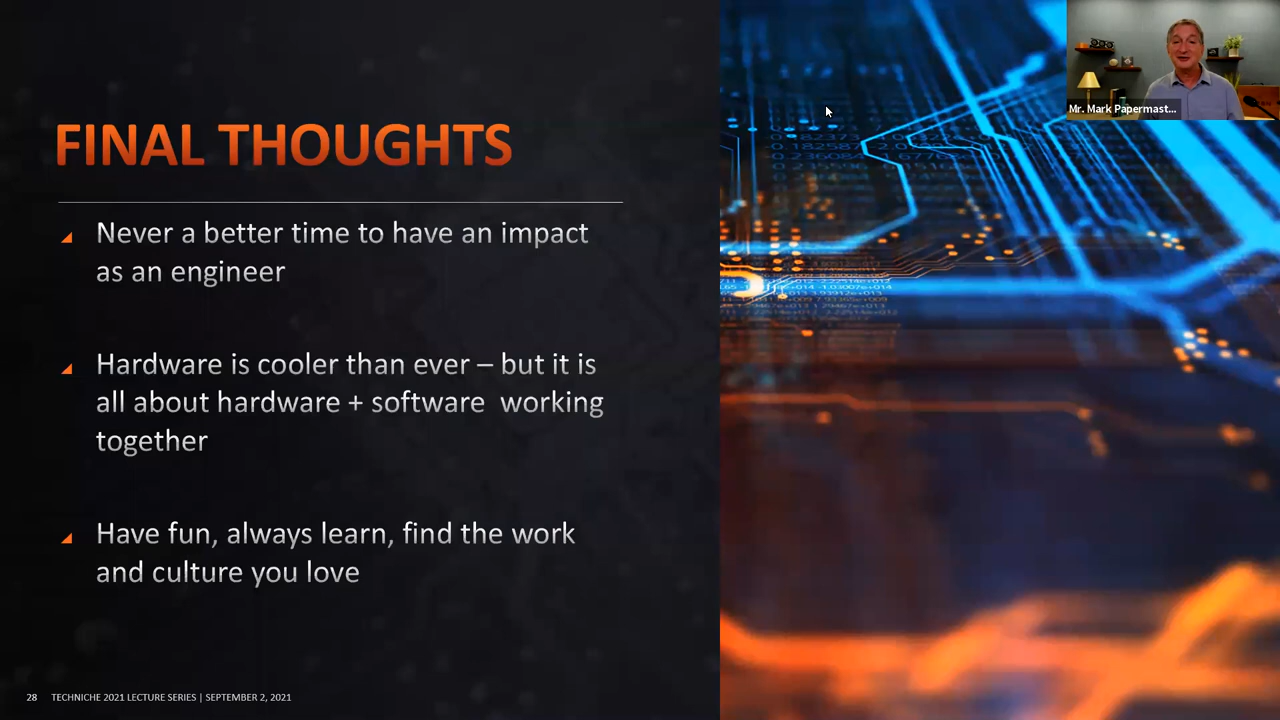 Mr. Mark Papermast...
FINAL THOUGHTS
Never a better time to have an impact
as an engineer
Hardware is cooler than ever – but it is
all about hardware + software working
together
Have fun, always learn, find the work
and culture you love
28 TECHNICHE 2021 LECTURE SERIES | SEPTEMBER 2, 2021